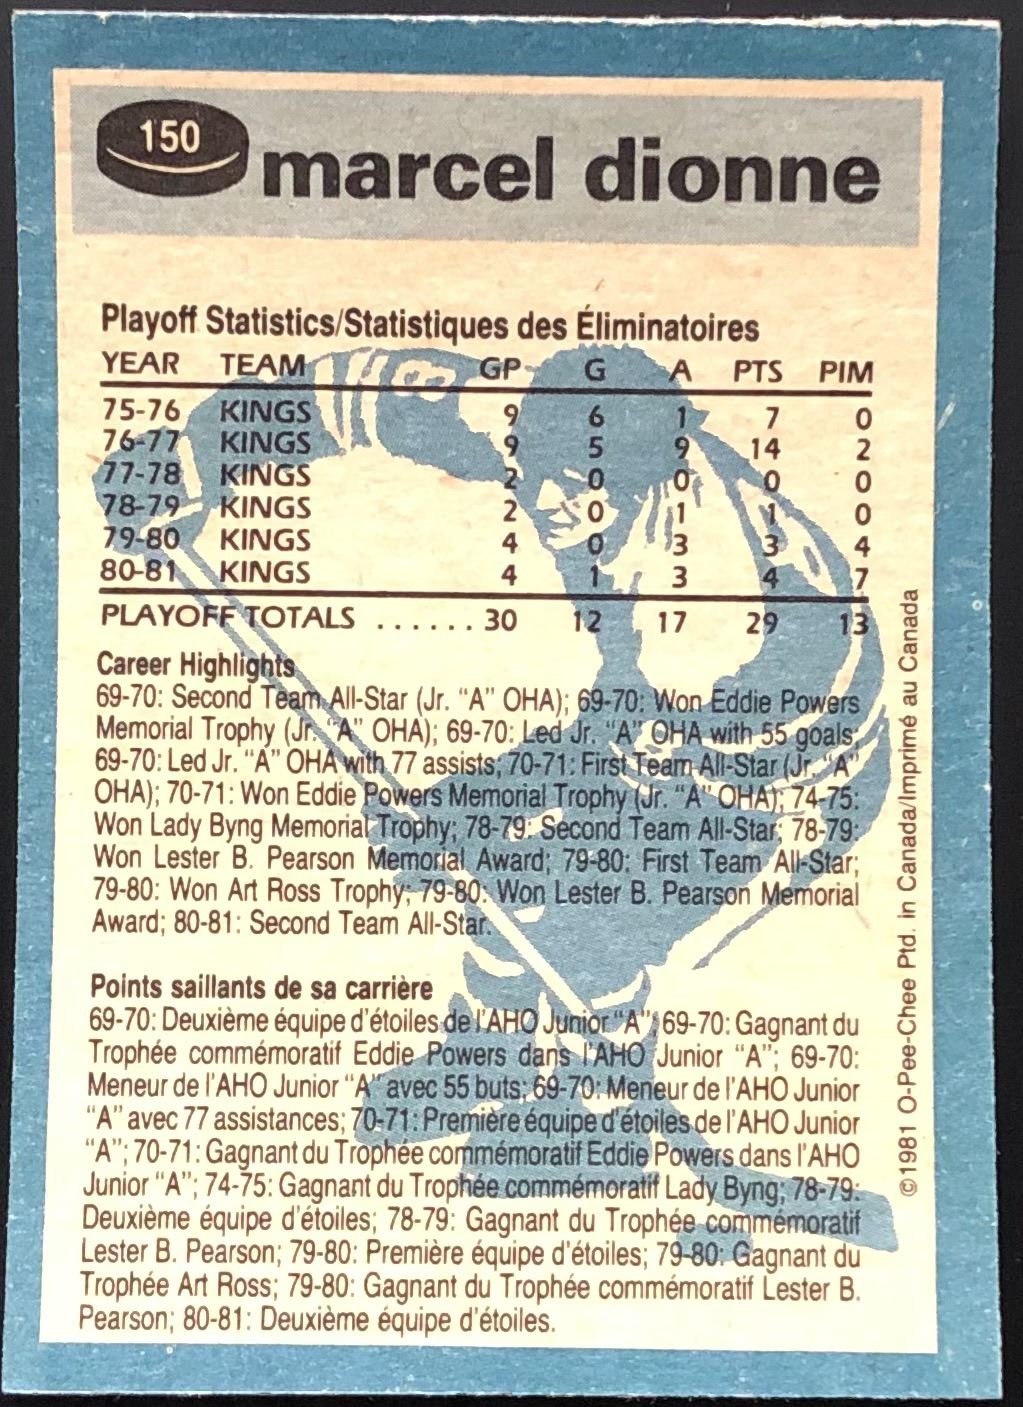 150
marcel dionne
Playoff Statistics/Statistiques des Éliminatoires
YEAR TEAM GP G A PTS PIM
75-76 KINGS 9 6 1 7 0
76-77 KINGS 9 5 9 14 2
77-78 KINGS 2 0 0 0 0
78-79 KINGS 2 0 1 1 0
79-80 KINGS 4 0 3 3 4
80-81 KINGS 4 1 3 4 7
PLAYOFF TOTALS ...... 30 12 17 29 13
Career Highlights
69-70: Second Team All-Star (Jr. "A" OHA); 69-70: Won Eddie Powers
Memorial Trophy (Jr. "A" OHA); 69-70: Led Jr. "A" OHA with 55 goals;
69-70: Led Jr. "A" OHA with 77 assists; 70-71: First Team All-Star (Jr. "A"
OHA); 70-71: Won Eddie Powers Memorial Trophy (Jr. "A" OHA); 74-75:
Won Lady Byng Memorial Trophy; 78-79: Second Team All-Star; 78-79:
Won Lester B. Pearson Memorial Award; 79-80: First Team All-Star;
79-80: Won Art Ross Trophy; 79-80: Won Lester B. Pearson Memorial
Award; 80-81: Second Team All-Star.
Points saillants de sa carrière
69-70: Deuxième équipe d'étoiles de l'AHO Junior "A"; 69-70: Gagnant du
Trophée commémoratif Eddie Powers dans l'AHO Junior "A"; 69-70:
Meneur de l'AHO Junior "A" avec 55 buts; 69-70: Meneur de l'AHO Junior
"A" avec 77 assistances; 70-71: Première équipe d'étoiles de l'AHO Junior
"A"; 70-71: Gagnant du Trophée commémoratif Eddie Powers dans l'AHO
Junior "A"; 74-75: Gagnant du Trophée commémoratif Lady Byng; 78-79:
Deuxième équipe d'étoiles; 78-79: Gagnant du Trophée commémoratif
Lester B. Pearson; 79-80: Première équipe d'étoiles; 79-80: Gagnant du
Trophée Art Ross; 79-80: Gagnant du Trophée commémoratif Lester B.
Pearson; 80-81: Deuxième équipe d'étoiles.
©1981 O-Pee-Chee Ptd. in Canada/Imprimé au Canada